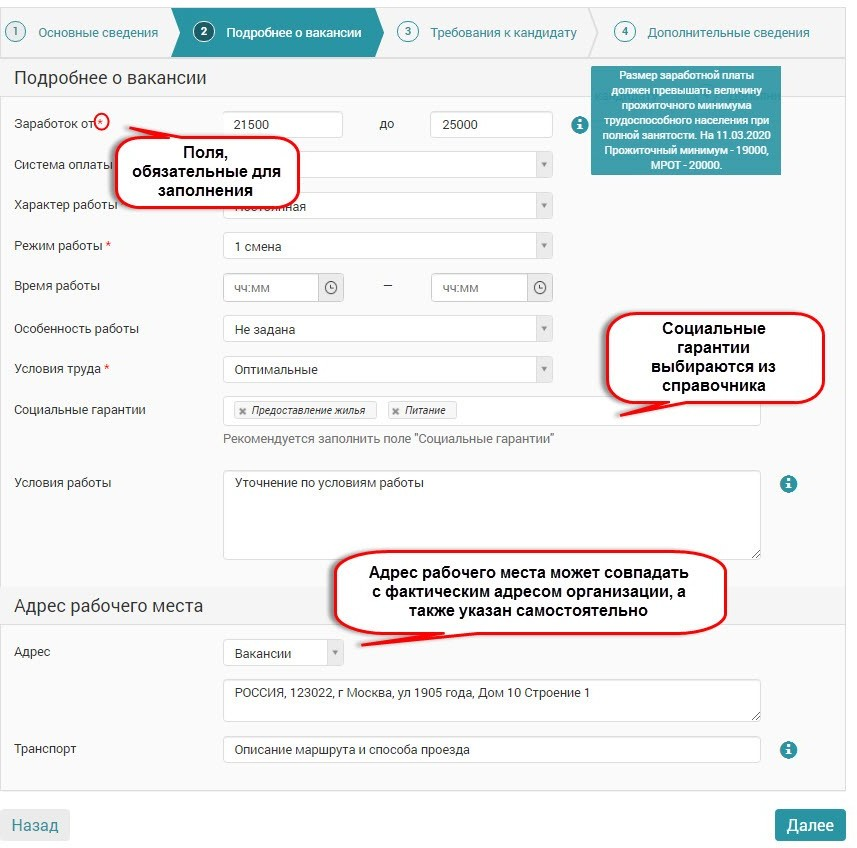 1 Основные сведения 2 Подробнее о вакансии 3 Требования к кандидату 4 Дополнительные сведения
Подробнее о вакансии
Размер заработной платы
должен превышать величину
прожиточного минимума
трудоспособного населения при
полной занятости. На 11.03.2020
Прожиточный минимум - 19000,
МРОТ - 20000.
Заработок от* 21500 до 25000
Поля,
обязательные для
заполнения
Система оплаты
Характер работы
Режим работы * 1 смена
Время работы чч:мм – чч:мм
Особенность работы Не задана
Условия труда * Оптимальные
Социальные
гарантии
выбираются из
справочника
Социальные гарантии × Предоставление жилья × Питание
Рекомендуется заполнить поле "Социальные гарантии"
Условия работы Уточнение по условиям работы
Адрес рабочего места может совпадать
с фактическим адресом организации, а
также указан самостоятельно
Адрес рабочего места
Адрес Вакансии
РОССИЯ, 123022, г Москва, ул 1905 года, Дом 10 Строение 1
Транспорт Описание маршрута и способа проезда
Назад Далее